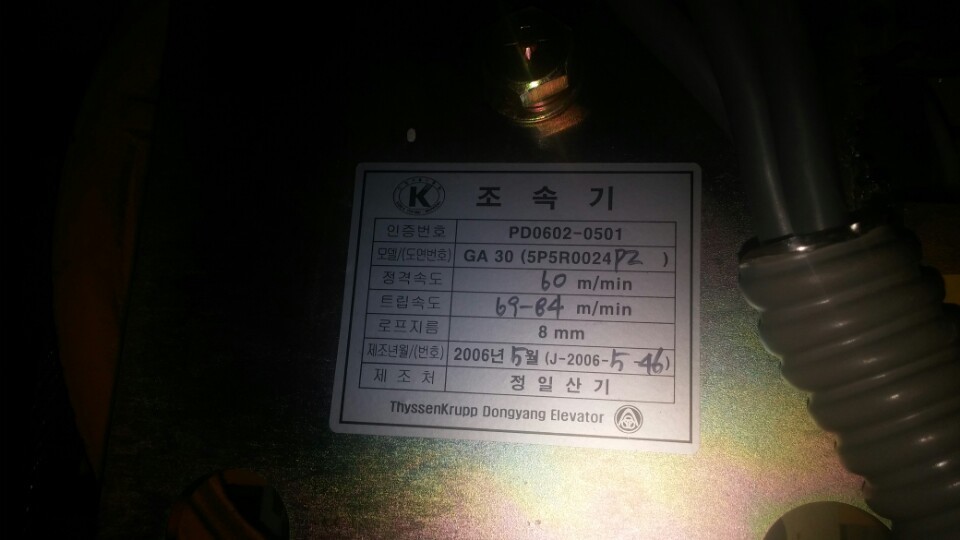 K 조속기
인증번호 PD0602-0501
모델/(도면번호) GA 30 (5P5R0024P2 )
정격속도 60 m/min
트립속도 69-84 m/min
로프지름 8 mm
제조년월/(번호) 2006년 5월 (J-2006-5-46)
제조처 정일산기
ThyssenKrupp Dongyang Elevator